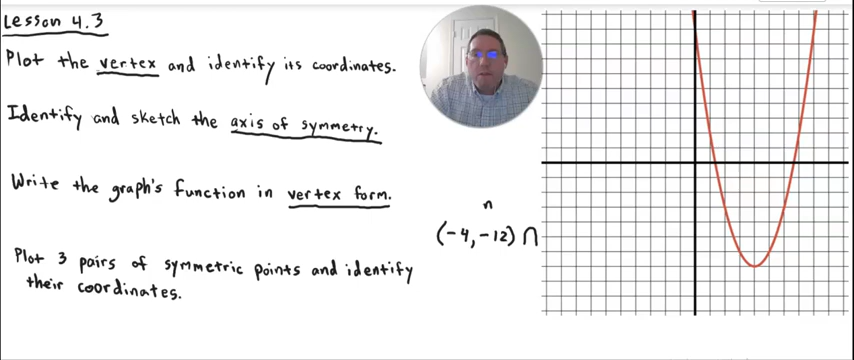 Lesson 4.3
Plot the vertex and identify its coordinates.
Identify and sketch the axis of symmetry.
Write the graph's function in vertex form.
n
(-4, -12) ∩
Plot 3 pairs of symmetric points and identify
their coordinates.